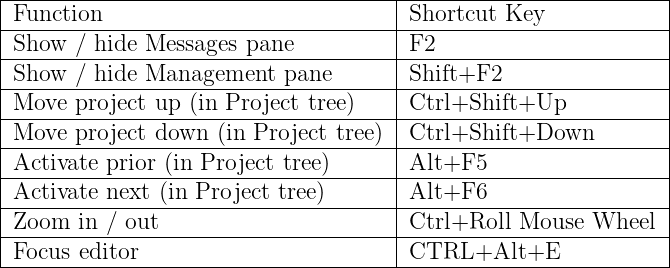 Function Shortcut Key
Show / hide Messages pane F2
Show / hide Management pane Shift+F2
Move project up (in Project tree) Ctrl+Shift+Up
Move project down (in Project tree) Ctrl+Shift+Down
Activate prior (in Project tree) Alt+F5
Activate next (in Project tree) Alt+F6
Zoom in / out Ctrl+Roll Mouse Wheel
Focus editor CTRL+Alt+E